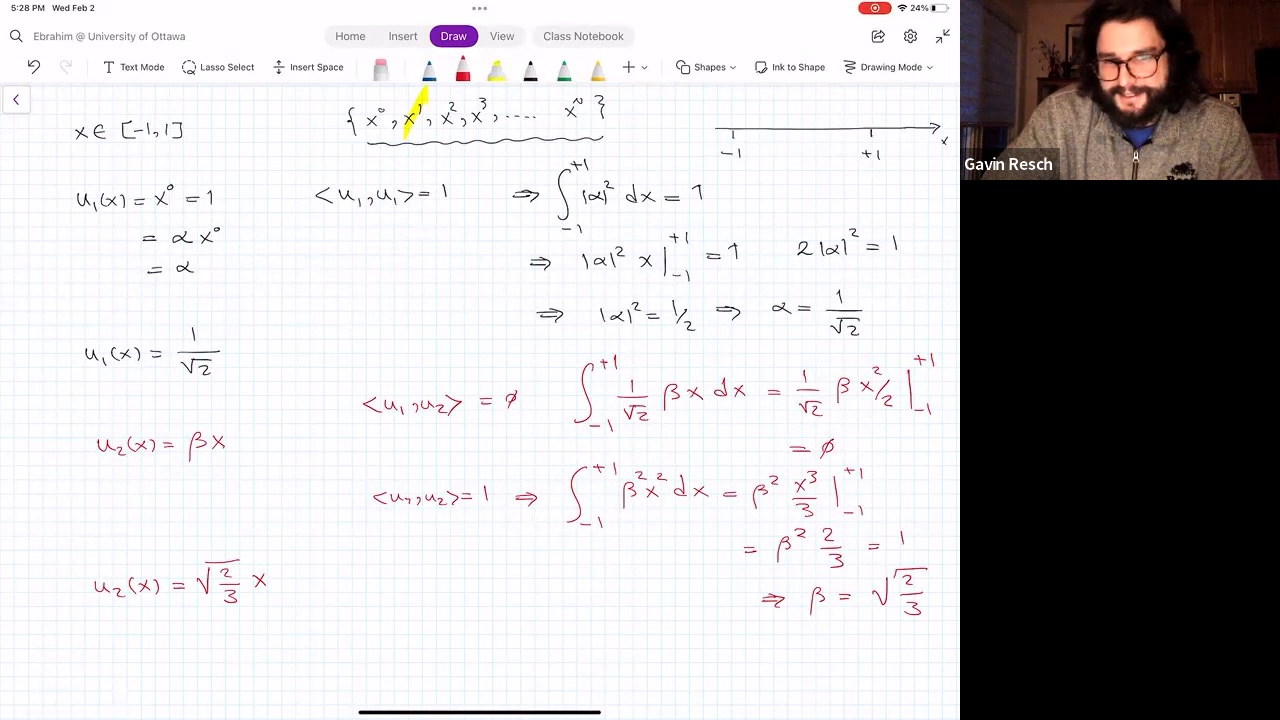 5:28 PM Wed Feb 2
24%
Ebrahim @ University of Ottawa
Home Insert Draw View Class Notebook
Text Mode Lasso Select Insert Space Shapes Ink to Shape Drawing Mode
x ∈ [-1,1]
{ x⁰, x¹, x², x³, .... xⁿ }
-1 +1 x
Gavin Resch
u₁(x) = x⁰ = 1
<u₁,u₁> = 1 ⇒ ∫₋₁⁺¹ |α|² dx = 1
= α x⁰
⇒ |α|² x |₋₁⁺¹ = 1 2|α|² = 1
= α
⇒ |α|² = 1/2 ⇒ α = 1/√2
u₁(x) = 1/√2
<u₁,u₂> = ∅ ∫₋₁⁺¹ 1/√2 βx dx = 1/√2 β x²/2 |₋₁⁺¹
u₂(x) = βx
= ∅
<u₂,u₂> = 1 ⇒ ∫₋₁⁺¹ β²x² dx = β² x³/3 |₋₁⁺¹
= β² 2/3 = 1
u₂(x) = √(2/3) x
⇒ β = √(2/3)